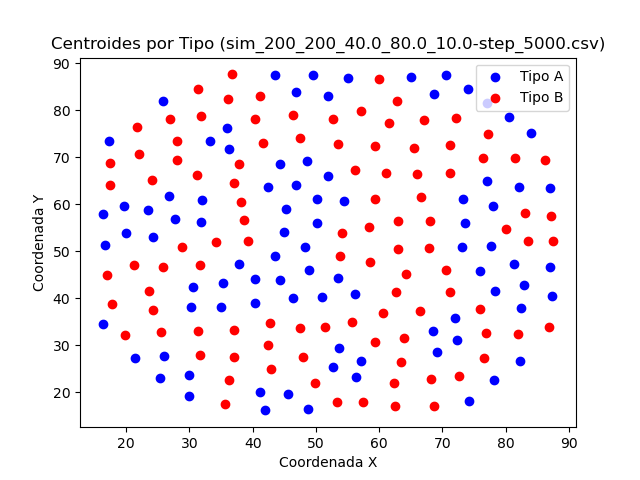 Centroides por Tipo (sim_200_200_40.0_80.0_10.0-step_5000.csv)
Tipo A
Tipo B
90
80
70
60
50
40
30
20
Coordenada Y
20 30 40 50 60 70 80 90
Coordenada X